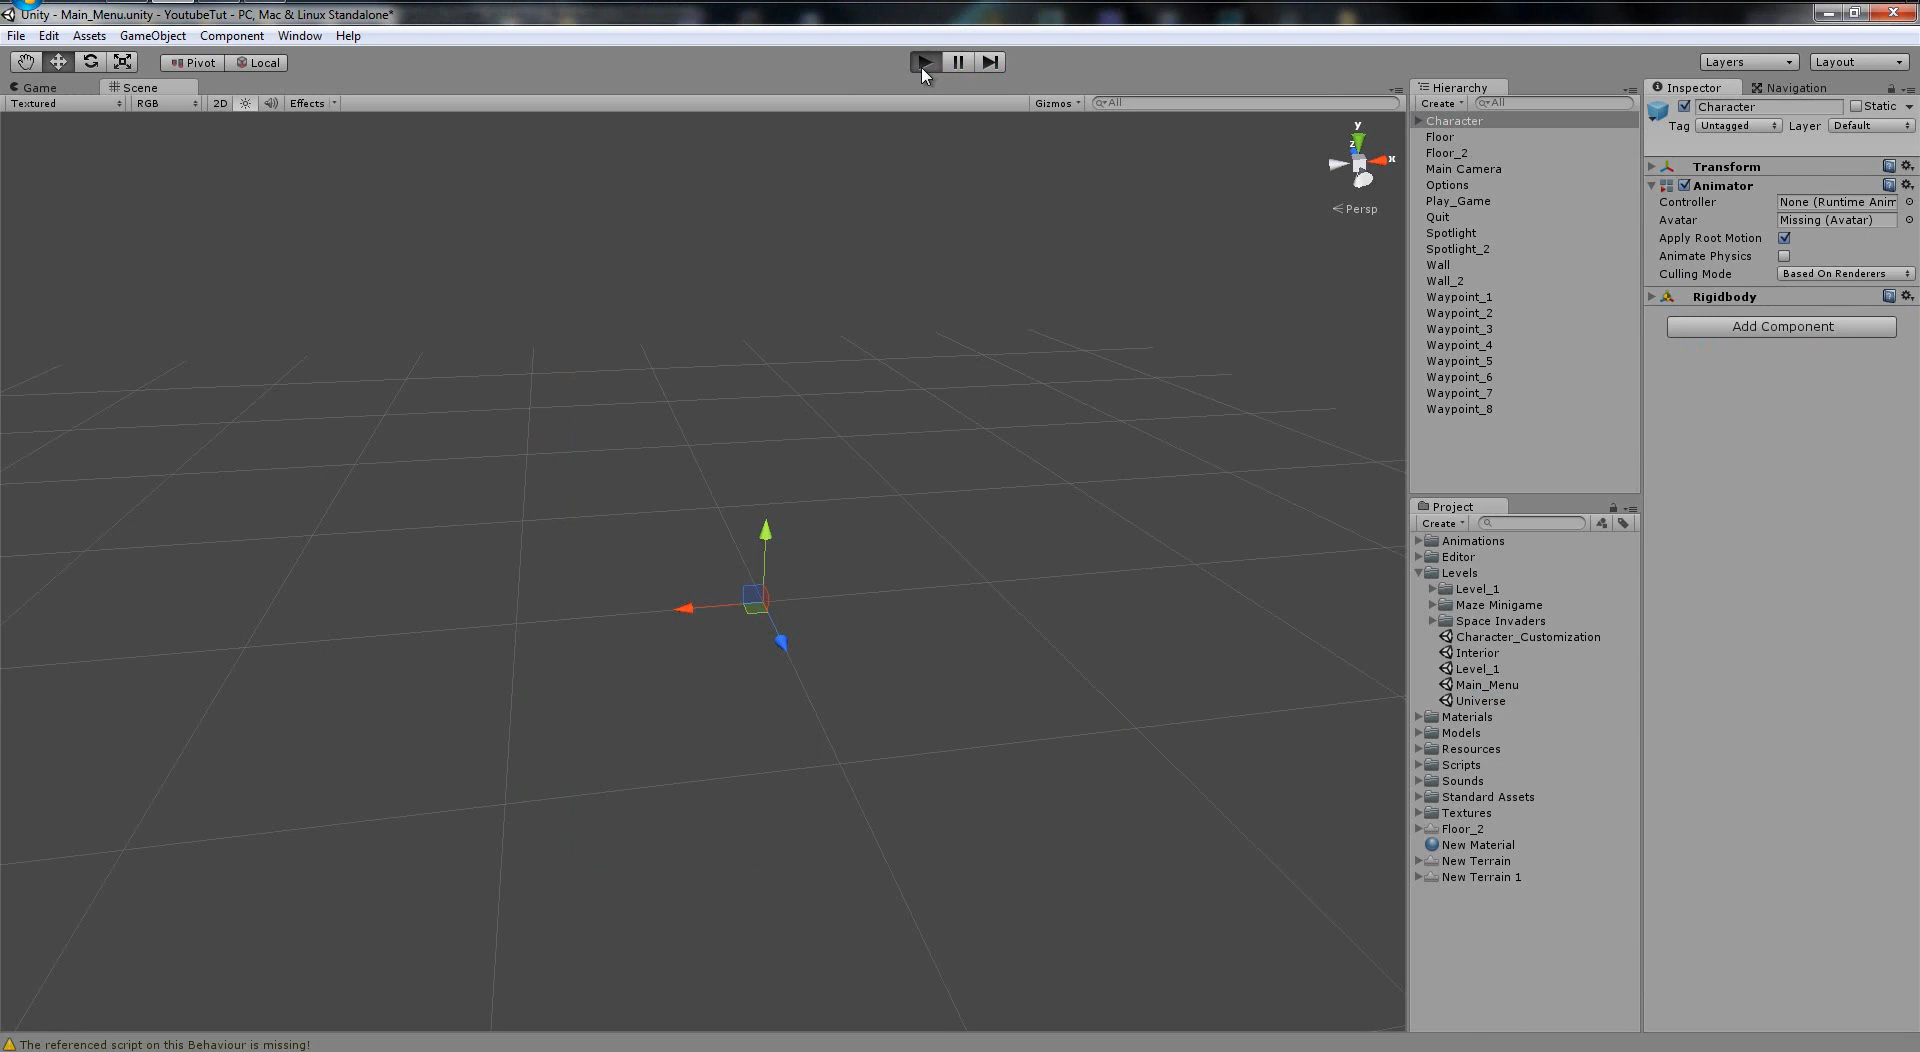 Unity - Main_Menu.unity - YoutubeTut - PC, Mac & Linux Standalone*
File Edit Assets GameObject Component Window Help
Pivot Local Layers Layout
Game Scene
Textured RGB 2D Effects Gizmos All
y
z
x
Persp
Hierarchy
Create All
Character
Floor
Floor_2
Main Camera
Options
Play_Game
Quit
Spotlight
Spotlight_2
Wall
Wall_2
Waypoint_1
Waypoint_2
Waypoint_3
Waypoint_4
Waypoint_5
Waypoint_6
Waypoint_7
Waypoint_8
Project
Create
Animations
Editor
Levels
Level_1
Maze Minigame
Space Invaders
Character_Customization
Interior
Level_1
Main_Menu
Universe
Materials
Models
Resources
Scripts
Sounds
Standard Assets
Textures
Floor_2
New Material
New Terrain
New Terrain 1
Inspector Navigation
Character Static
Tag Untagged Layer Default
Transform
Animator
Controller None (Runtime Anim
Avatar Missing (Avatar)
Apply Root Motion
Animate Physics
Culling Mode Based On Renderers
Rigidbody
Add Component
The referenced script on this Behaviour is missing!